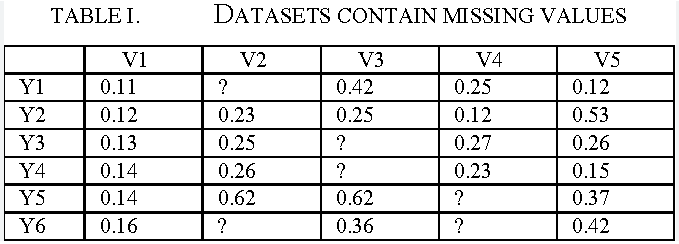 TABLE I. DATASETS CONTAIN MISSING VALUES
V1 V2 V3 V4 V5
Y1 0.11 ? 0.42 0.25 0.12
Y2 0.12 0.23 0.25 0.12 0.53
Y3 0.13 0.25 ? 0.27 0.26
Y4 0.14 0.26 ? 0.23 0.15
Y5 0.14 0.62 0.62 ? 0.37
Y6 0.16 ? 0.36 ? 0.42